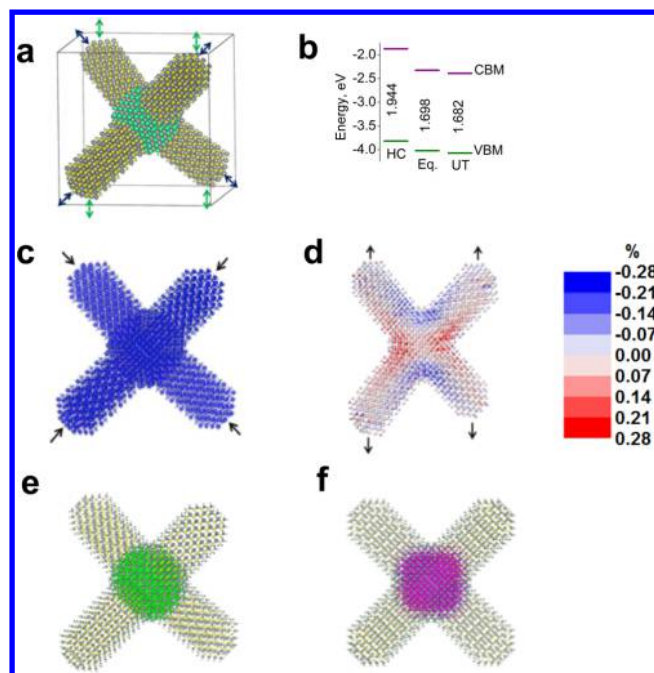 a
b
Energy, eV
-2.0
-2.5
-3.0
-3.5
-4.0
1.944
1.698
1.682
CBM
VBM
HC
Eq.
UT
c
d
%
-0.28
-0.21
-0.14
-0.07
0.00
0.07
0.14
0.21
0.28
e
f